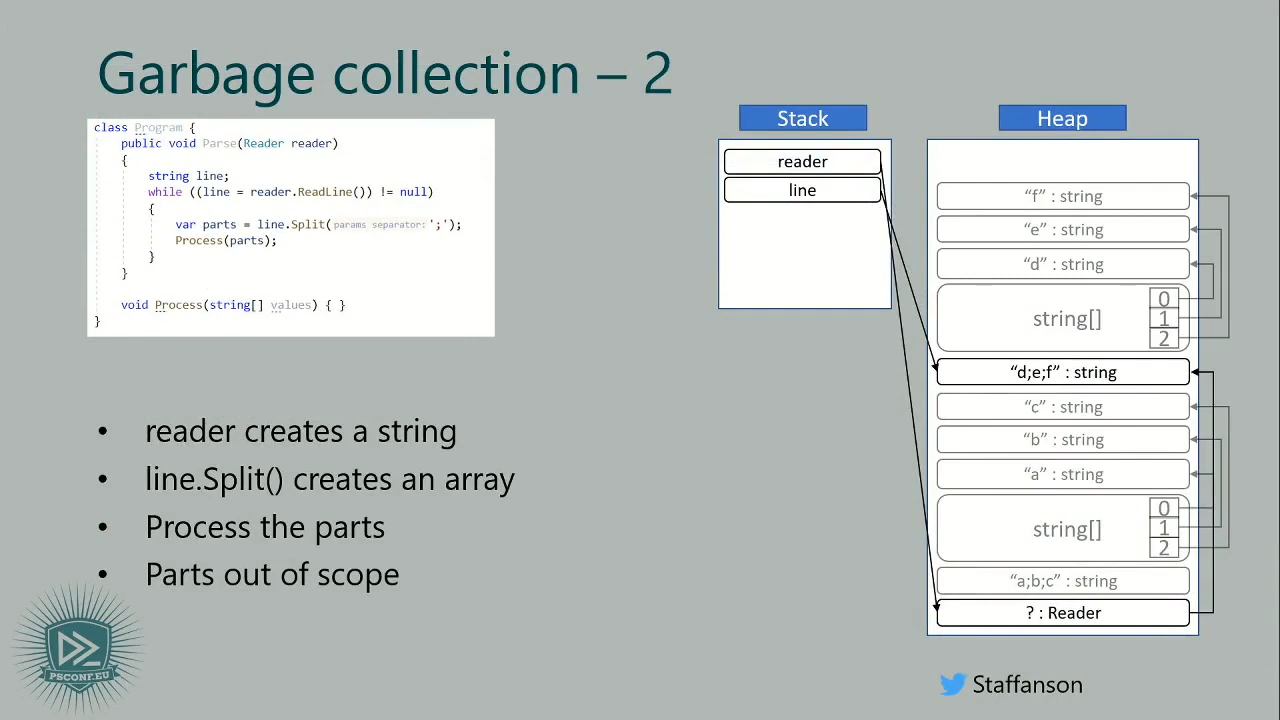 Garbage collection – 2
class Program {
public void Parse(Reader reader)
{
string line;
while ((line = reader.ReadLine()) != null)
{
var parts = line.Split(params separator: ';');
Process(parts);
}
}
void Process(string[] values) { }
}
• reader creates a string
• line.Split() creates an array
• Process the parts
• Parts out of scope
PSCONF.EU
Stack
reader
line
Heap
“f” : string
“e” : string
“d” : string
string[]
0
1
2
“d;e;f” : string
“c” : string
“b” : string
“a” : string
string[]
0
1
2
“a;b;c” : string
? : Reader
Staffanson